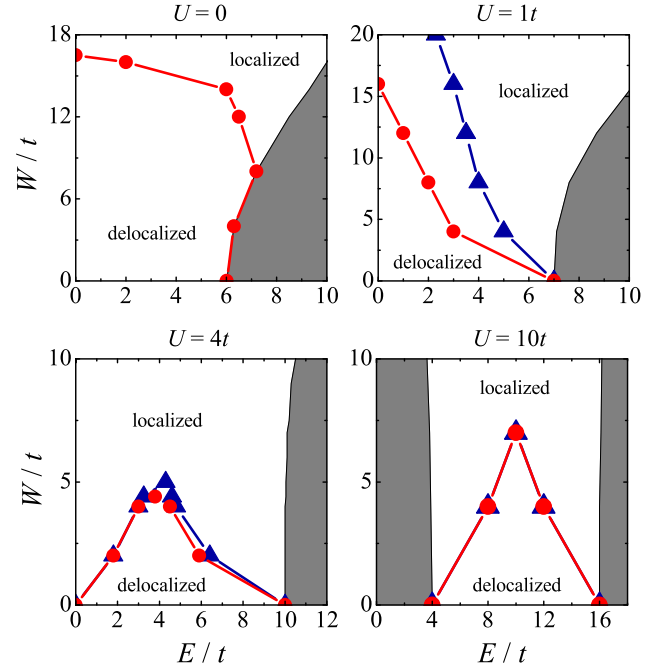 U = 0
U = 1t
18
12
6
0
W / t
localized
delocalized
0 2 4 6 8 10
20
15
10
5
0
localized
delocalized
0 2 4 6 8 10
U = 4t
U = 10t
10
5
0
W / t
localized
delocalized
0 2 4 6 8 10 12
E / t
10
5
0
localized
delocalized
0 4 8 12 16
E / t